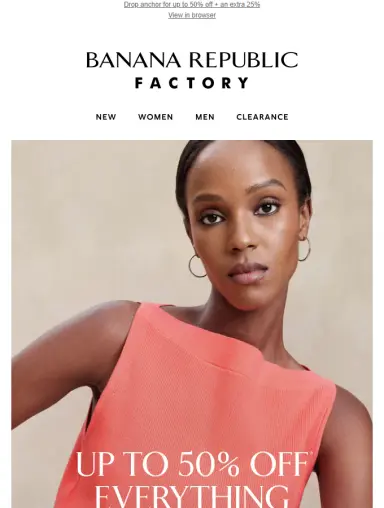 Drop anchor for up to 50% off + an extra 25%
View in browser
BANANA REPUBLIC
FACTORY
NEW WOMEN MEN CLEARANCE
UP TO 50% OFF*
EVERYTHING